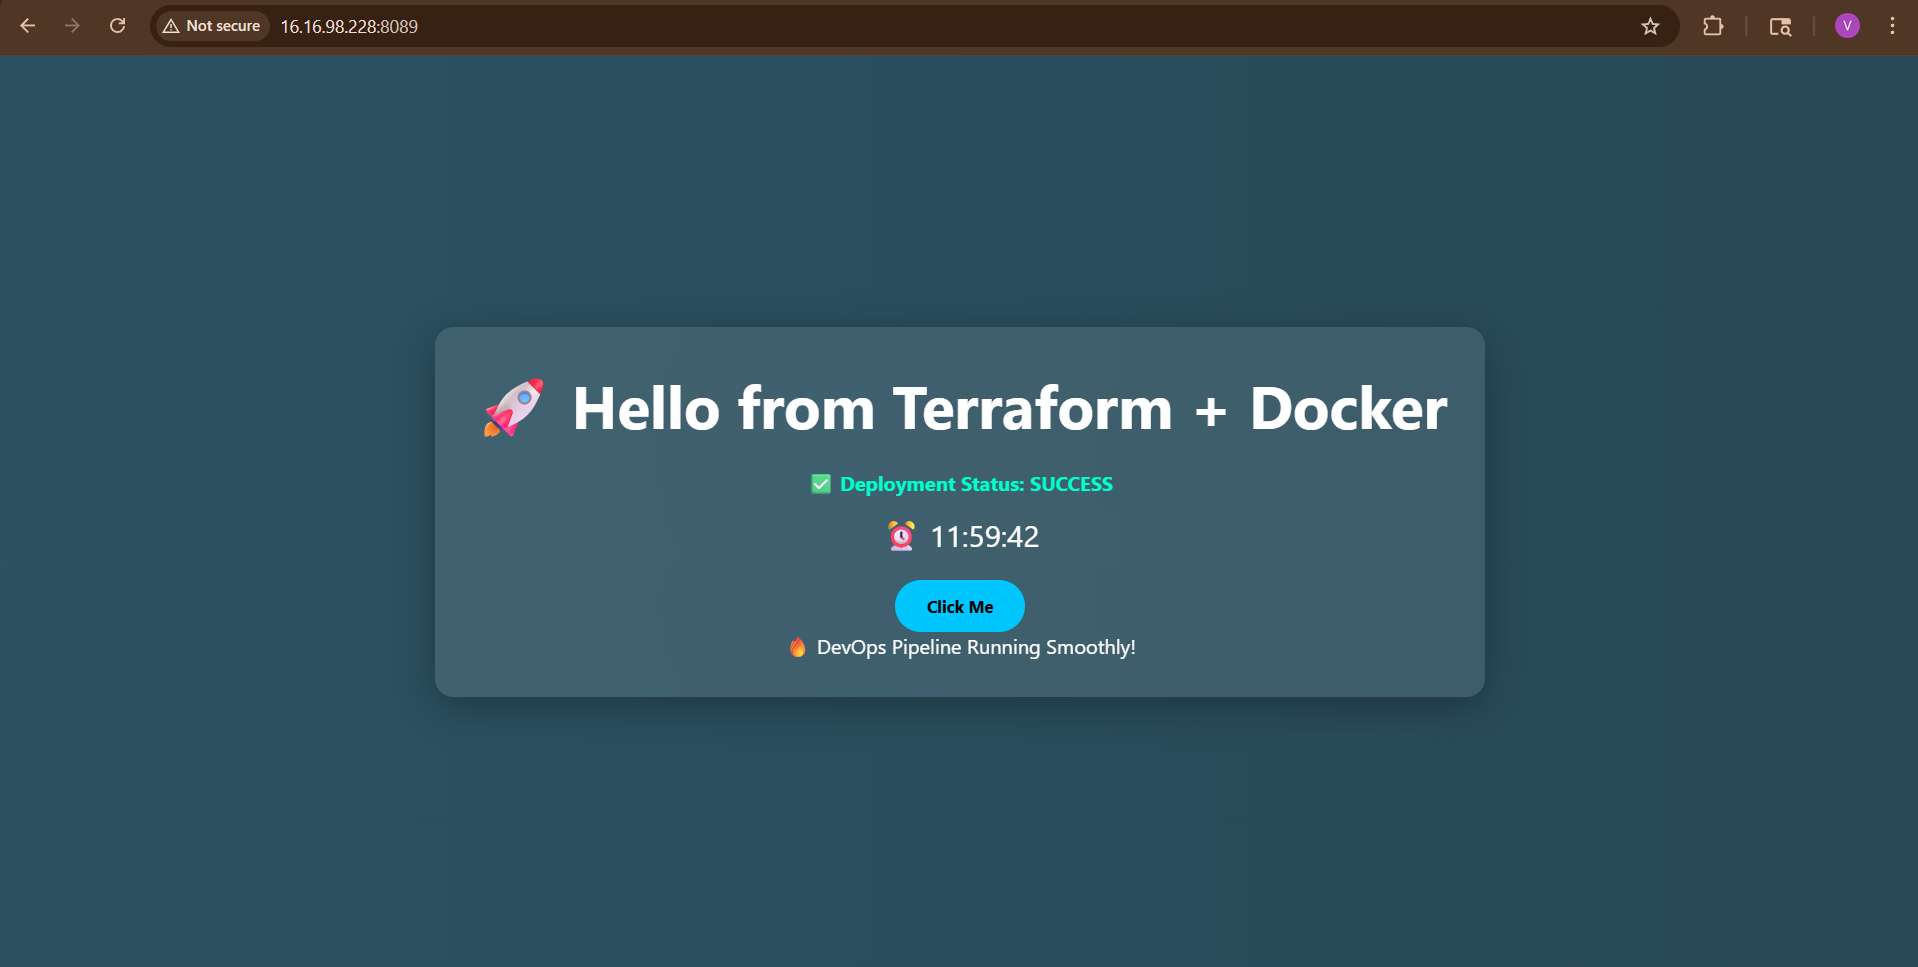 Not secure 16.16.98.228:8089
V
🚀 Hello from Terraform + Docker
✅ Deployment Status: SUCCESS
⏰ 11:59:42
Click Me
🔥 DevOps Pipeline Running Smoothly!